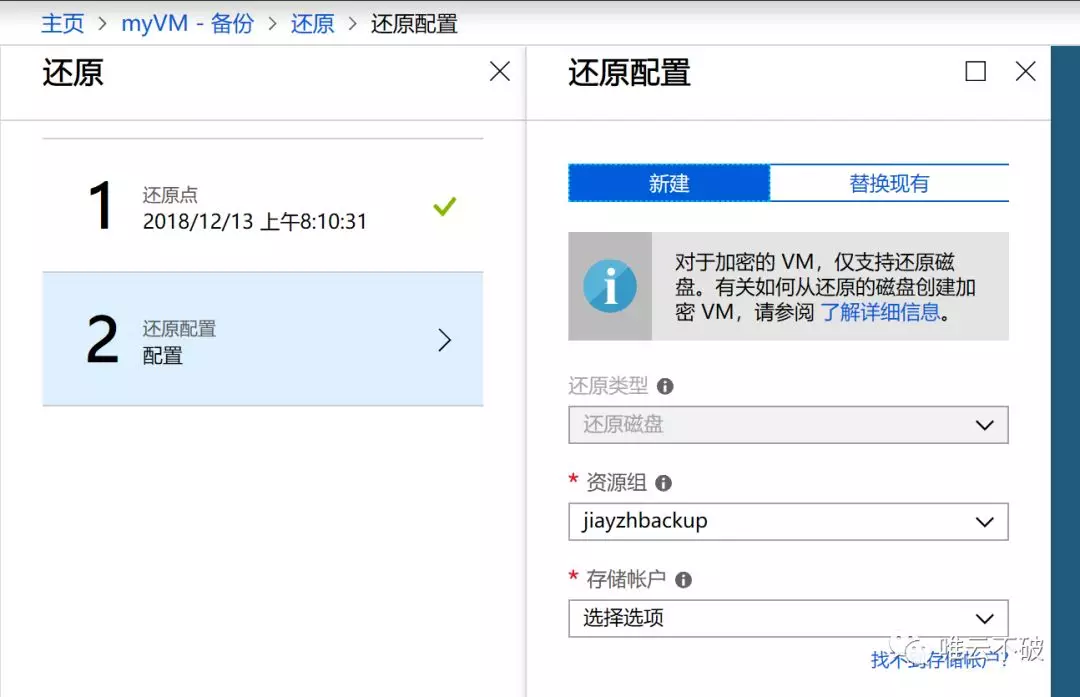 主页 > myVM - 备份 > 还原 > 还原配置
还原
1
还原点
2018/12/13 上午8:10:31
2
还原配置
配置
还原配置
新建
替换现有
对于加密的 VM，仅支持还原磁
盘。有关如何从还原的磁盘创建加
密 VM，请参阅 了解详细信息。
还原类型
还原磁盘
* 资源组
jiayzhbackup
* 存储帐户
选择选项
找不到存储帐户?
唯云不破